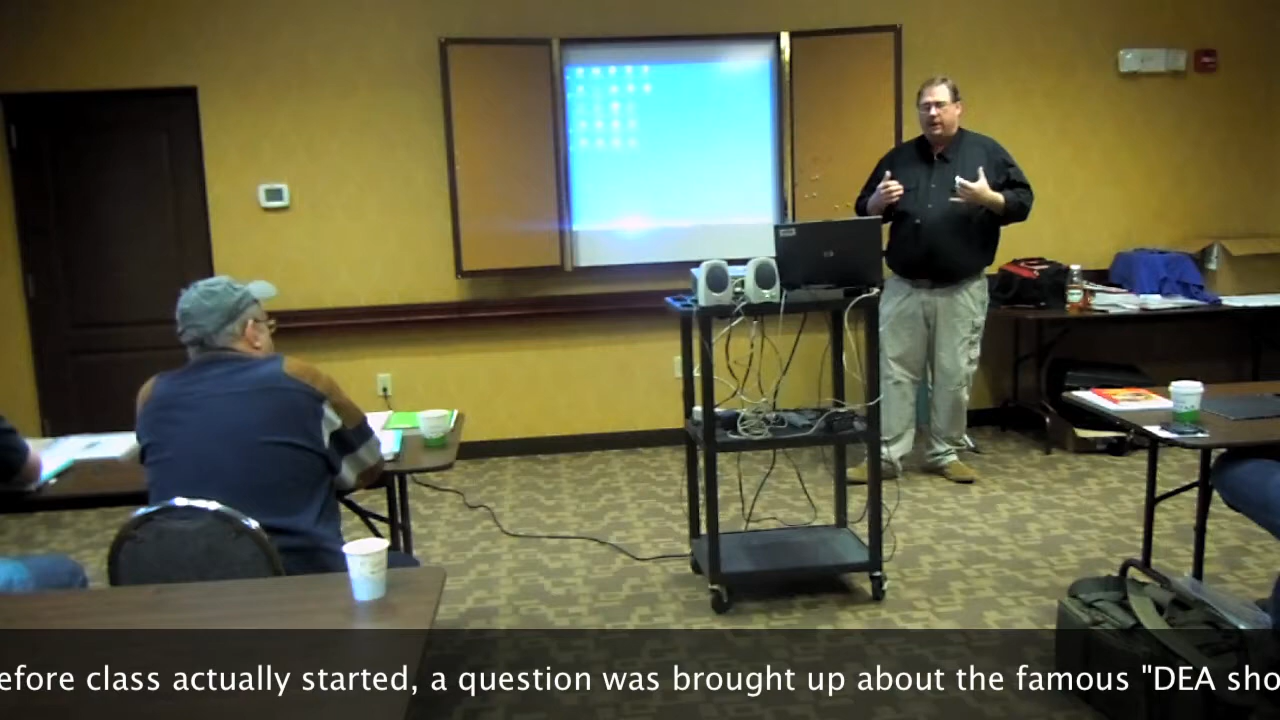 efore class actually started, a question was brought up about the famous "DEA sho